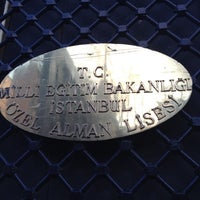 T.C.
MİLLİ EĞİTİM BAKANLIĞI
İSTANBUL
ÖZEL ALMAN LİSESİ